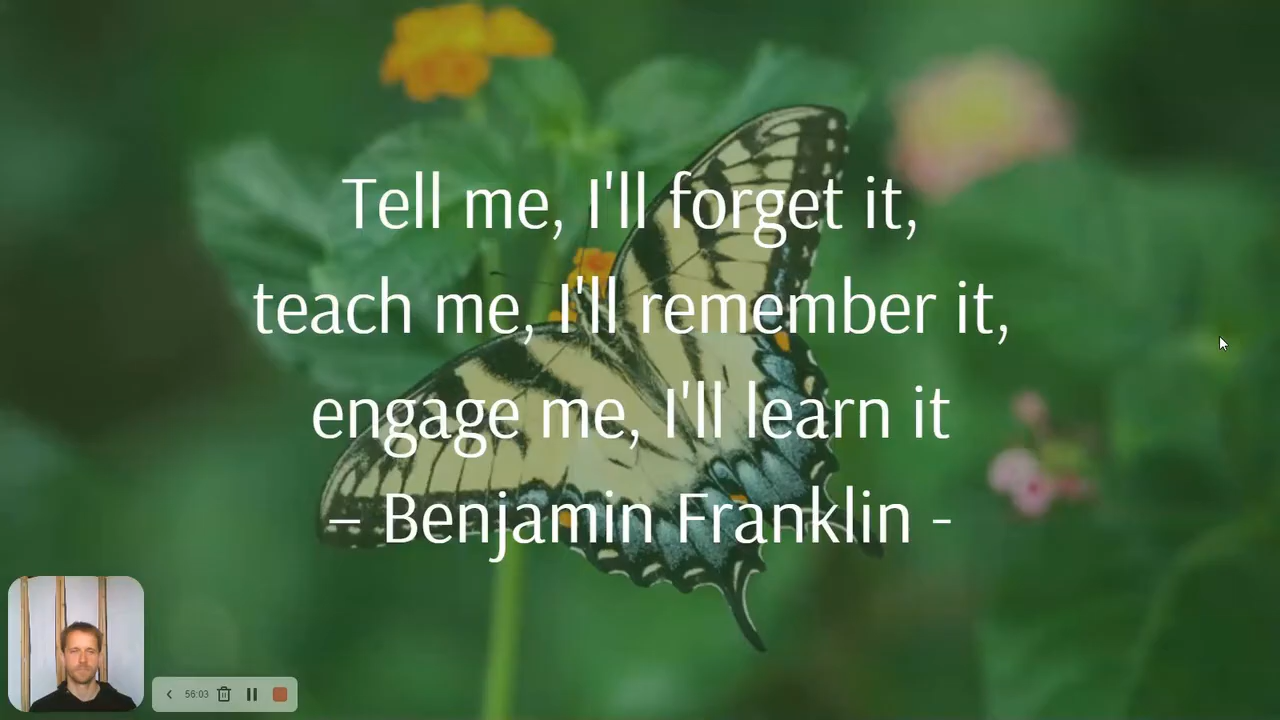 Tell me, I'll forget it,
teach me, I'll remember it,
engage me, I'll learn it
– Benjamin Franklin -
56:03